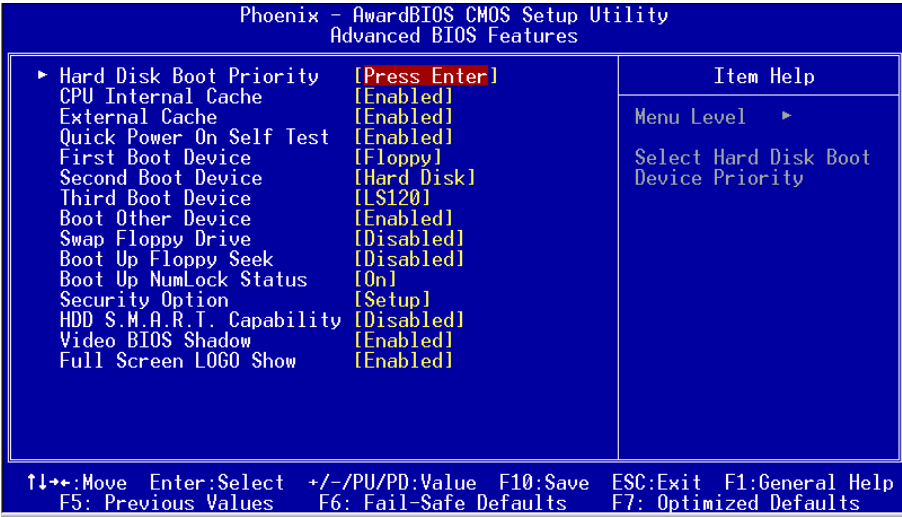 Phoenix - AwardBIOS CMOS Setup Utility
Advanced BIOS Features
▶ Hard Disk Boot Priority [Press Enter]
CPU Internal Cache [Enabled]
External Cache [Enabled]
Quick Power On Self Test [Enabled]
First Boot Device [Floppy]
Second Boot Device [Hard Disk]
Third Boot Device [LS120]
Boot Other Device [Enabled]
Swap Floppy Drive [Disabled]
Boot Up Floppy Seek [Disabled]
Boot Up NumLock Status [On]
Security Option [Setup]
HDD S.M.A.R.T. Capability [Disabled]
Video BIOS Shadow [Enabled]
Full Screen LOGO Show [Enabled]
Item Help
Menu Level ▶
Select Hard Disk Boot
Device Priority
↑↓→←:Move Enter:Select +/-/PU/PD:Value F10:Save ESC:Exit F1:General Help
F5: Previous Values F6: Fail-Safe Defaults F7: Optimized Defaults